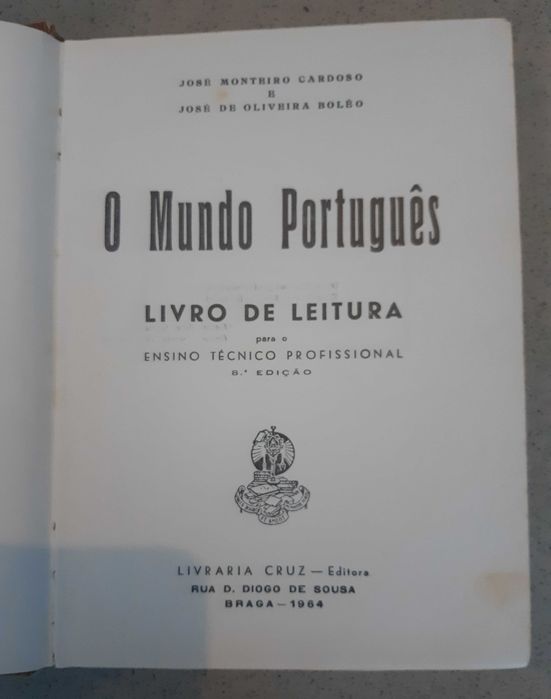 JOSÉ MONTEIRO CARDOSO
E
JOSÉ DE OLIVEIRA BOLÉO
O Mundo Português
LIVRO DE LEITURA
para o
ENSINO TÉCNICO PROFISSIONAL
8.ª EDIÇÃO
LIVRARIA CRUZ — Editora
RUA D. DIOGO DE SOUSA
BRAGA — 1964